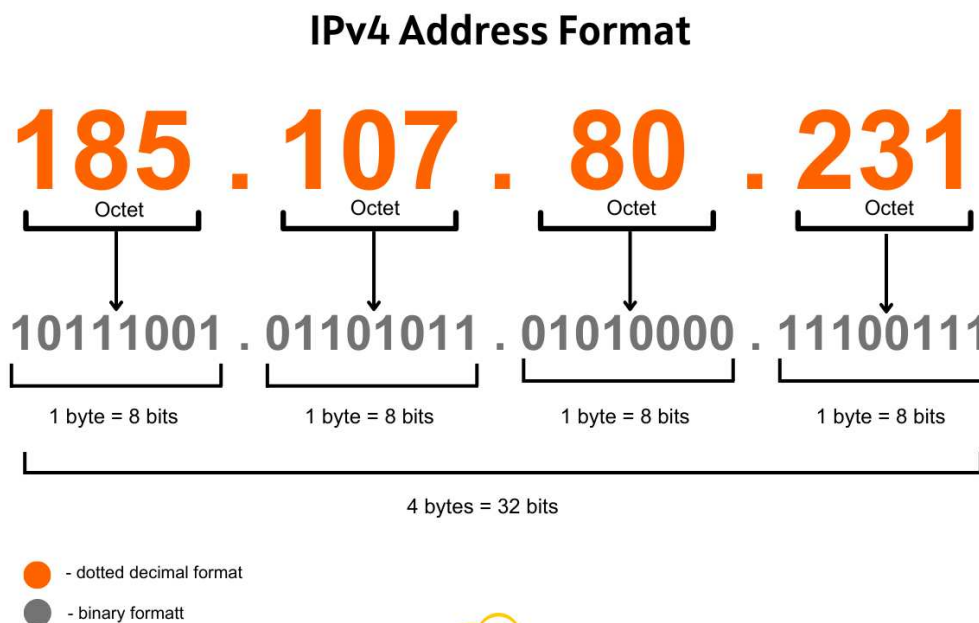 IPv4 Address Format
185 . 107 . 80 . 231
Octet Octet Octet Octet
10111001 . 01101011 . 01010000 . 11100111
1 byte = 8 bits 1 byte = 8 bits 1 byte = 8 bits 1 byte = 8 bits
4 bytes = 32 bits
- dotted decimal format
- binary formatt